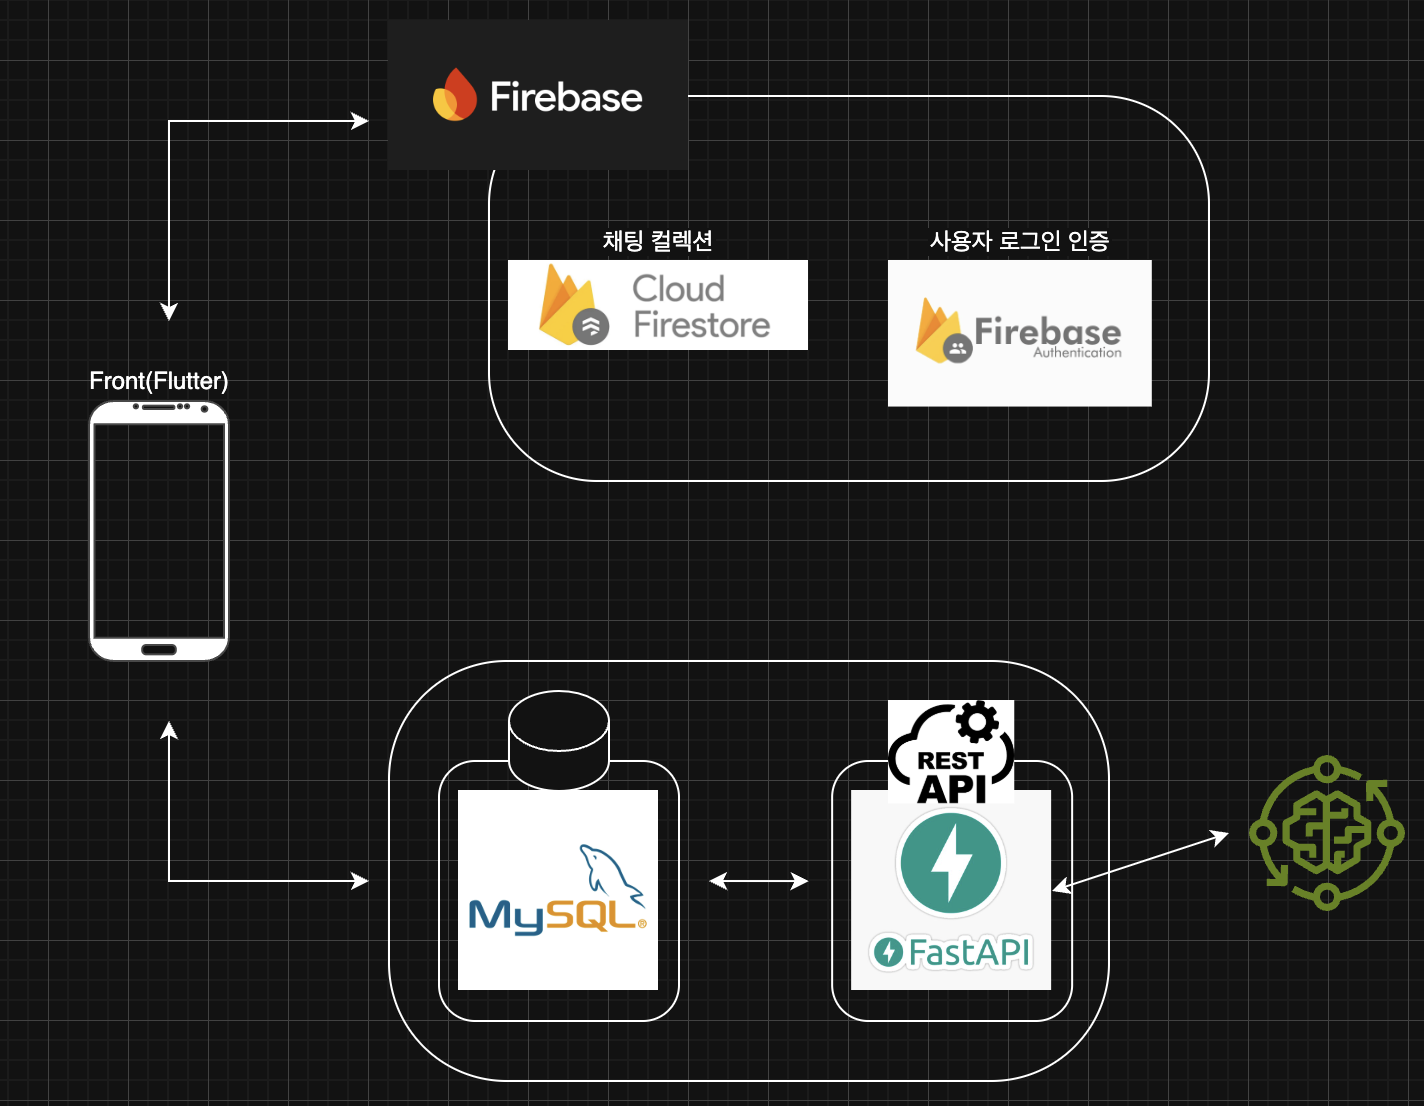 Firebase
채팅 컬렉션
사용자 로그인 인증
Cloud
Firestore
Firebase
Authentication
Front(Flutter)
REST
API
MySQL®
FastAPI